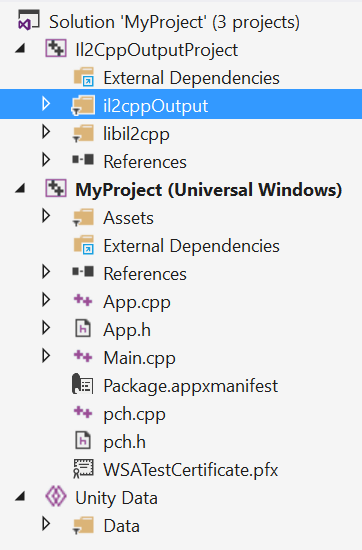 Solution 'MyProject' (3 projects)
Il2CppOutputProject
External Dependencies
il2cppOutput
libil2cpp
References
MyProject (Universal Windows)
Assets
External Dependencies
References
App.cpp
App.h
Main.cpp
Package.appxmanifest
pch.cpp
pch.h
WSATestCertificate.pfx
Unity Data
Data